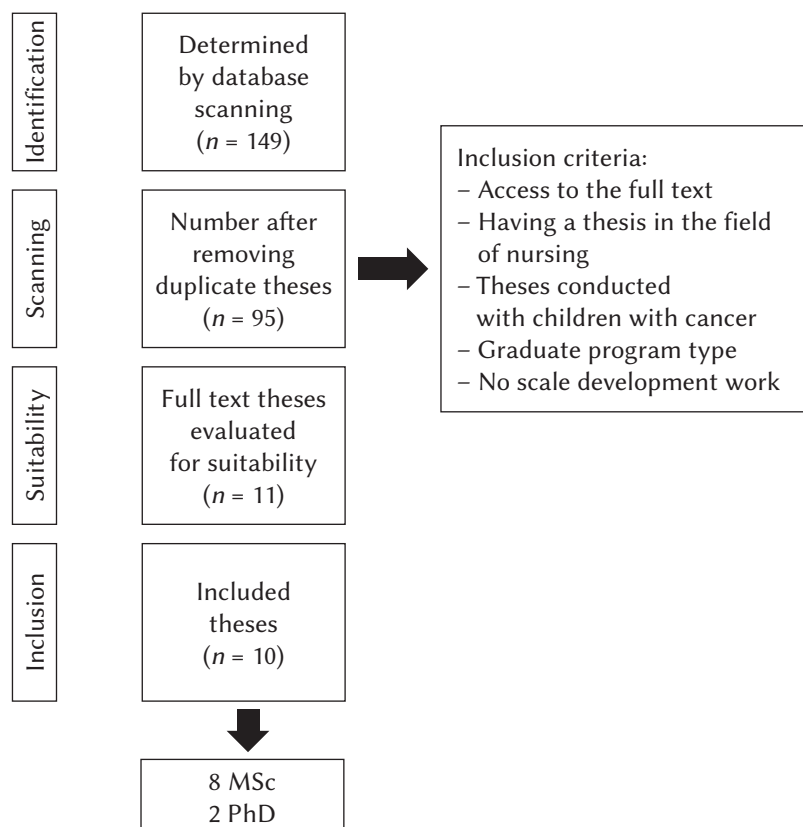 Identification
Determined
by database
scanning
(n = 149)
Scanning
Number after
removing
duplicate theses
(n = 95)
Inclusion criteria:
– Access to the full text
– Having a thesis in the field
of nursing
– Theses conducted
with children with cancer
– Graduate program type
– No scale development work
Suitability
Full text theses
evaluated
for suitability
(n = 11)
Inclusion
Included
theses
(n = 10)
8 MSc
2 PhD